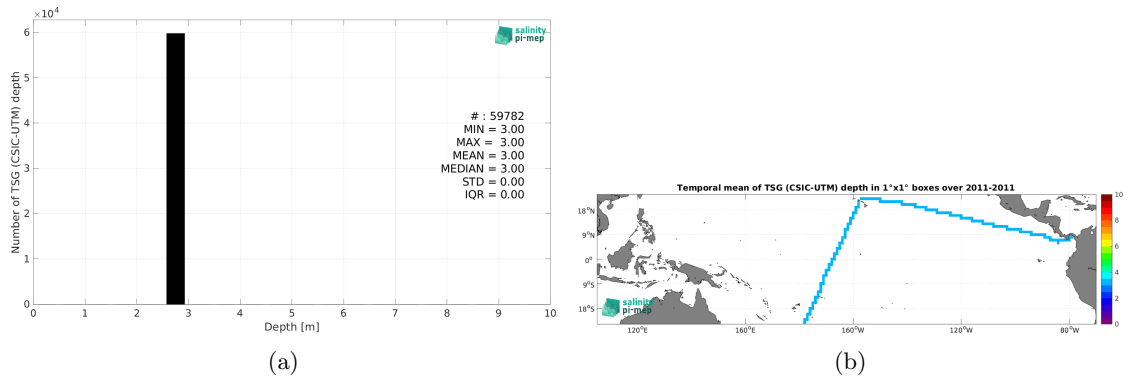 ×10⁴
6
5
4
3
2
1
0
Number of TSG (CSIC-UTM) depth
salinity
pi-mep
# : 59782
MIN = 3.00
MAX = 3.00
MEAN = 3.00
MEDIAN = 3.00
STD = 0.00
IQR = 0.00
0 1 2 3 4 5 6 7 8 9 10
Depth [m]
(a)
Temporal mean of TSG (CSIC-UTM) depth in 1°x1° boxes over 2011-2011
18°N
9°N
0°
9°S
18°S
salinity
pi-mep
120°E 160°E 160°W 120°W 80°W
10
8
6
4
2
0
(b)